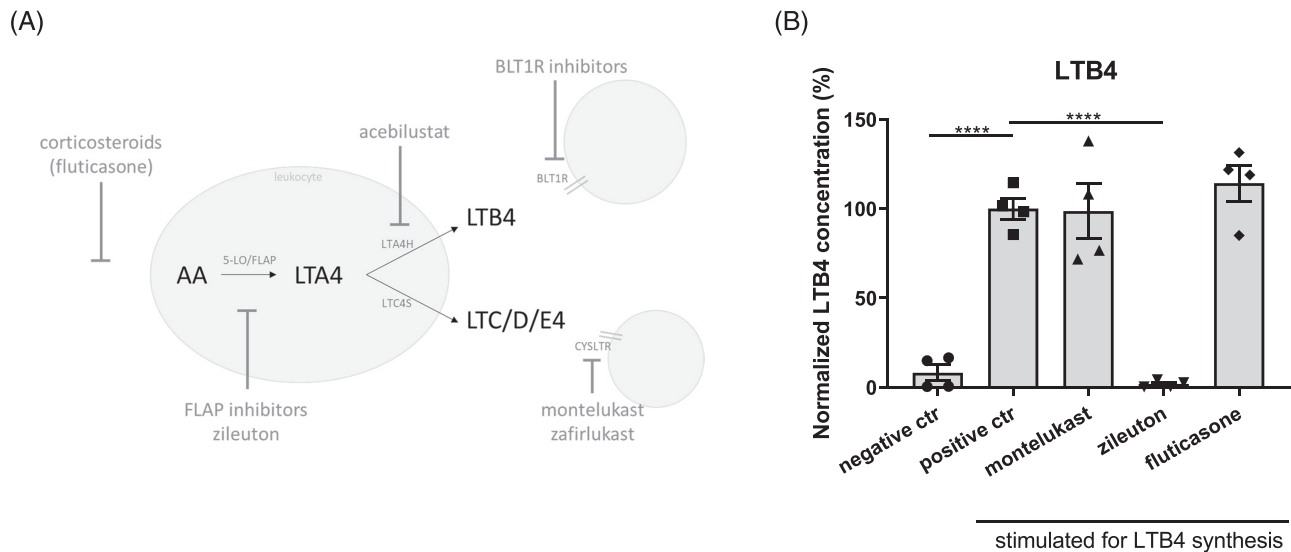 (A)
BLT1R inhibitors
acebilustat
corticosteroids
(fluticasone)
leukocyte
BLT1R
LTB4
LTA4H
5-LO/FLAP
AA
LTA4
LTC4S
LTC/D/E4
CYSLTR
FLAP inhibitors
zileuton
montelukast
zafirlukast
(B)
LTB4
Normalized LTB4 concentration (%)
150
100
50
0
****
****
negative ctr
positive ctr
montelukast
zileuton
fluticasone
stimulated for LTB4 synthesis